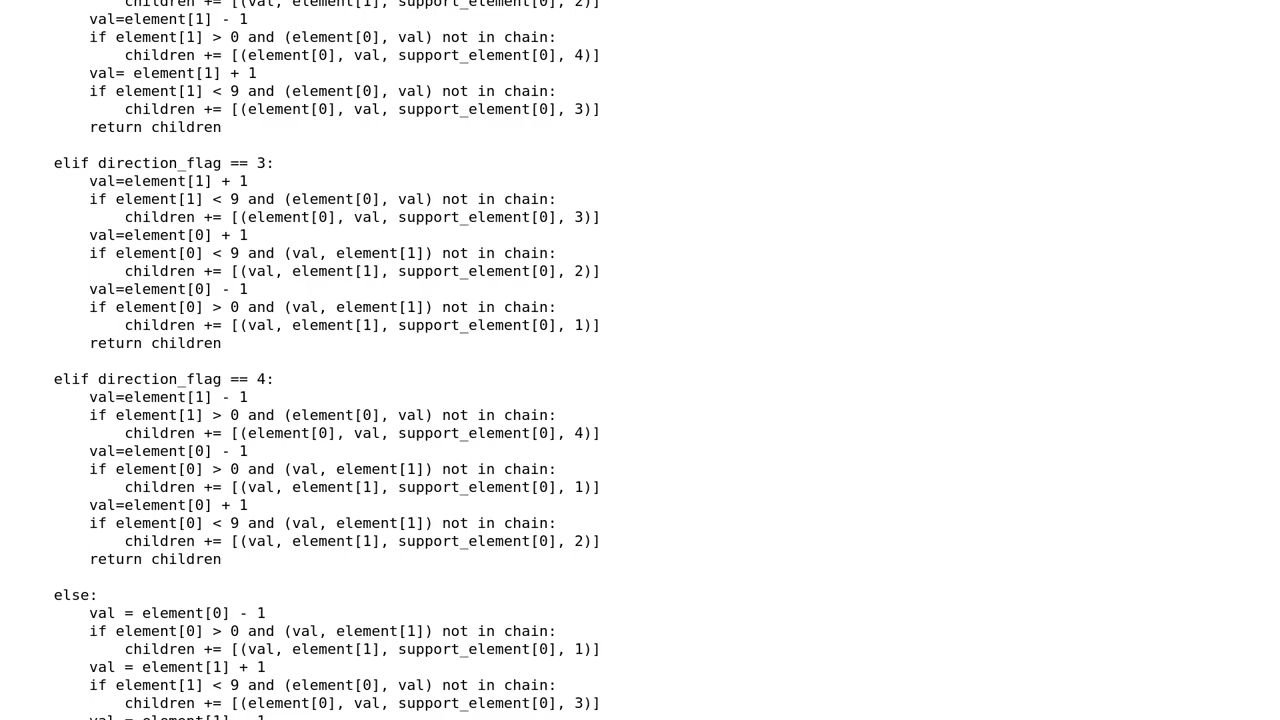 children += [(val, element[1], support_element[0], 2)]
        val=element[1] - 1
        if element[1] > 0 and (element[0], val) not in chain:
            children += [(element[0], val, support_element[0], 4)]
        val= element[1] + 1
        if element[1] < 9 and (element[0], val) not in chain:
            children += [(element[0], val, support_element[0], 3)]
        return children

    elif direction_flag == 3:
        val=element[1] + 1
        if element[1] < 9 and (element[0], val) not in chain:
            children += [(element[0], val, support_element[0], 3)]
        val=element[0] + 1
        if element[0] < 9 and (val, element[1]) not in chain:
            children += [(val, element[1], support_element[0], 2)]
        val=element[0] - 1
        if element[0] > 0 and (val, element[1]) not in chain:
            children += [(val, element[1], support_element[0], 1)]
        return children

    elif direction_flag == 4:
        val=element[1] - 1
        if element[1] > 0 and (element[0], val) not in chain:
            children += [(element[0], val, support_element[0], 4)]
        val=element[0] - 1
        if element[0] > 0 and (val, element[1]) not in chain:
            children += [(val, element[1], support_element[0], 1)]
        val=element[0] + 1
        if element[0] < 9 and (val, element[1]) not in chain:
            children += [(val, element[1], support_element[0], 2)]
        return children

    else:
        val = element[0] - 1
        if element[0] > 0 and (val, element[1]) not in chain:
            children += [(val, element[1], support_element[0], 1)]
        val = element[1] + 1
        if element[1] < 9 and (element[0], val) not in chain:
            children += [(element[0], val, support_element[0], 3)]
        val = element[1] - 1